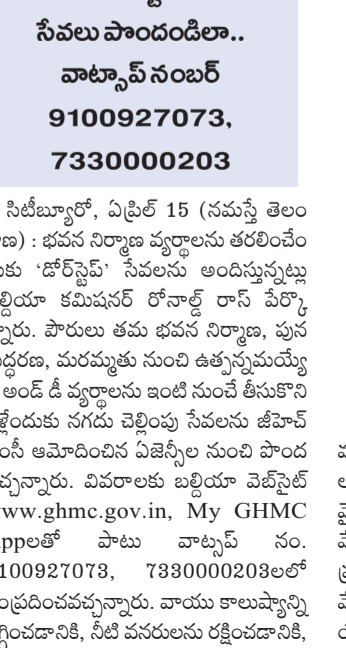 సేవలు పొందండిలా..
వాట్సాప్ నంబర్
9100927073,
7330000203
సిటీబ్యూరో, ఏప్రిల్ 15 (నమస్తే తెలం
: భవన నిర్మాణ వ్యర్థాలను తరలించేం
'డోర్‌స్టెప్' సేవలను అందిస్తున్నట్లు
కమిషనర్ రోనాల్డ్ రాస్ పేర్కొ
న్నారు. పౌరులు తమ భవన నిర్మాణ, పున
రుద్ధరణ, మరమ్మతు నుంచి ఉత్పన్నమయ్యే
అండ్ డీ వ్యర్థాలను ఇంటి నుంచే తీసుకొని
నగదు చెల్లింపు సేవలను జీహెచ్
ఆమోదించిన ఏజెన్సీల నుంచి పొంద
వచ్చన్నారు. వివరాలకు బల్దియా వెబ్‌సైట్
www.ghmc.gov.in, My GHMC
Appలతో పాటు వాట్సప్ నం.
9100927073, 7330000203లలో
సంప్రదించవచ్చన్నారు. వాయు కాలుష్యాన్ని
తగ్గించడానికి, నీటి వనరులను రక్షించడానికి,